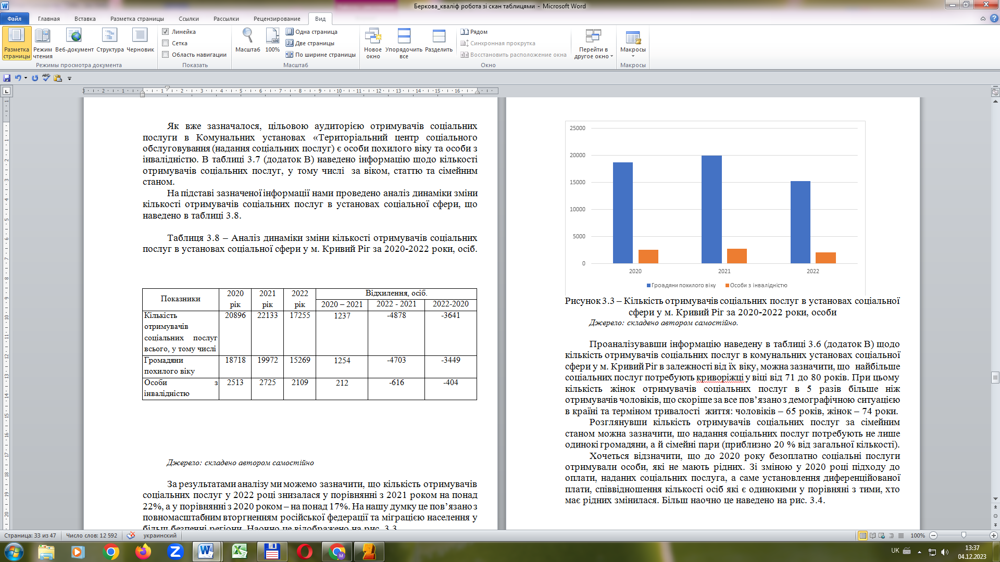 Беркова_кваліф робота зі скан таблицями - Microsoft Word
Файл Главная Вставка Разметка страницы Ссылки Рассылки Рецензирование Вид
Разметка страницы
Режим чтения
Веб-документ
Структура
Черновик
Режимы просмотра документа
Линейка
Сетка
Область навигации
Показать
Масштаб
100%
Одна страница
Две страницы
По ширине страницы
Масштаб
Новое окно
Упорядочить все
Разделить
Рядом
Синхронная прокрутка
Восстановить расположение окна
Окно
Перейти в другое окно
Макросы
Макросы
3 2 1 1 2 3 4 5 6 7 8 9 10 11 12 13 14 15 16
Як вже зазначалося, цільовою аудиторією отримувачів соціальних
послуги в Комунальних установах «Територіальний центр соціального
обслуговування (надання соціальних послуг) є особи похилого віку та особи з
інвалідністю. В таблиці 3.7 (додаток В) наведено інформацію щодо кількості
отримувачів соціальних послуг, у тому числі за віком, статтю та сімейним
станом.
На підставі зазначеної інформації нами проведено аналіз динаміки зміни
кількості отримувачів соціальних послуг в установах соціальної сфери, що
наведено в таблиці 3.8.
Таблиця 3.8 – Аналіз динаміки зміни кількості отримувачів соціальних
послуг в установах соціальної сфери у м. Кривий Ріг за 2020-2022 роки, осіб.
Показники 2020 рік 2021 рік 2022 рік Відхилення, осіб.
2020 – 2021 2022 - 2021 2022-2020
Кількість 20896 22133 17255 1237 -4878 -3641
отримувачів
соціальних послуг
всього, у тому числі
Громадяни 18718 19972 15269 1254 -4703 -3449
похилого віку
Особи з 2513 2725 2109 212 -616 -404
інвалідністю
Джерело: складено автором самостійно
За результатами аналізу ми можемо зазначити, що кількість отримувачів
соціальних послуг у 2022 році знизалася у порівнянні з 2021 роком на понад
22%, а у порівнянні з 2020 роком – на понад 17%. На нашу думку це пов’язано з
повномасштабним вторгненням російської федерації та міграцією населення у
більш безпечні регіони. Наочно це відображено на рис. 3.3
25000
20000
15000
10000
5000
0
2020 2021 2022
Гроадяни похилого віку Особи з інвалідністю
Рисунок 3.3 – Кількість отримувачів соціальних послуг в установах соціальної
сфери у м. Кривий Ріг за 2020-2022 роки, особи
Джерело: складено автором самостійно.
Проаналізувавши інформацію наведену в таблиці 3.6 (додаток В) щодо
кількість отримувачів соціальних послуг в комунальних установах соціальної
сфери у м. Кривий Ріг в залежності від їх віку, можна зазначити, що найбільше
соціальних послуг потребують криворіжці у віці від 71 до 80 років. При цьому
кількість жінок отримувачів соціальних послуг в 5 разів більше ніж
отримувачів чоловіків, що скоріше за все пов’язано з демографічною ситуацією
в країні та терміном тривалості життя: чоловіків – 65 років, жінок – 74 роки.
Розглянувши кількість отримувачів соціальних послуг за сімейним
станом можна зазначити, що надання соціальних послуг потребують не лише
одинокі громадяни, а й сімейні пари (приблизно 20 % від загальної кількості).
Хочеться відзначити, що до 2020 року безоплатно соціальні послуги
отримували особи, які не мають рідних. Зі зміною у 2020 році підходу до
оплати, наданих соціальних послуга, а саме установлення диференційованої
плати, співвідношення кількості осіб які є одинокими у порівняні з тими, хто
має рідних змінилася. Більш наочно це наведено на рис. 3.4.
Страница: 33 из 47 Число слов: 12 592 украинский 100%
UK 13:37
04.12.2023